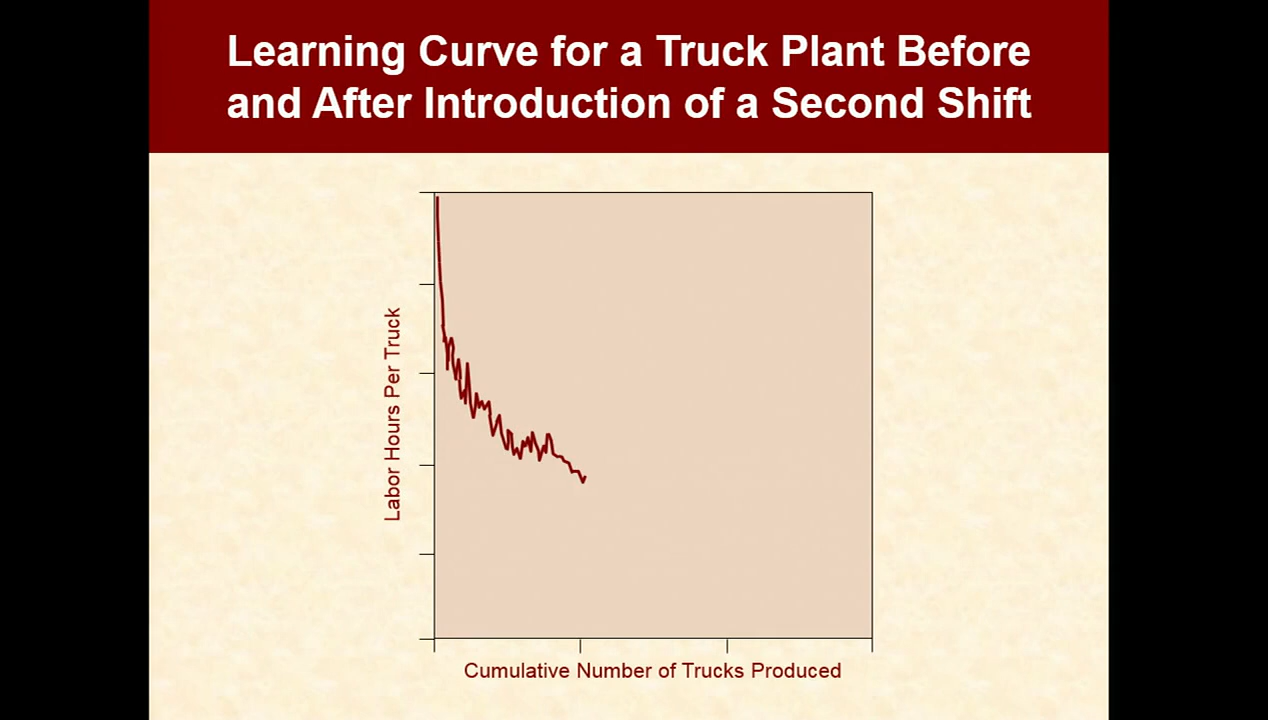 Learning Curve for a Truck Plant Before
and After Introduction of a Second Shift
Labor Hours Per Truck
Cumulative Number of Trucks Produced